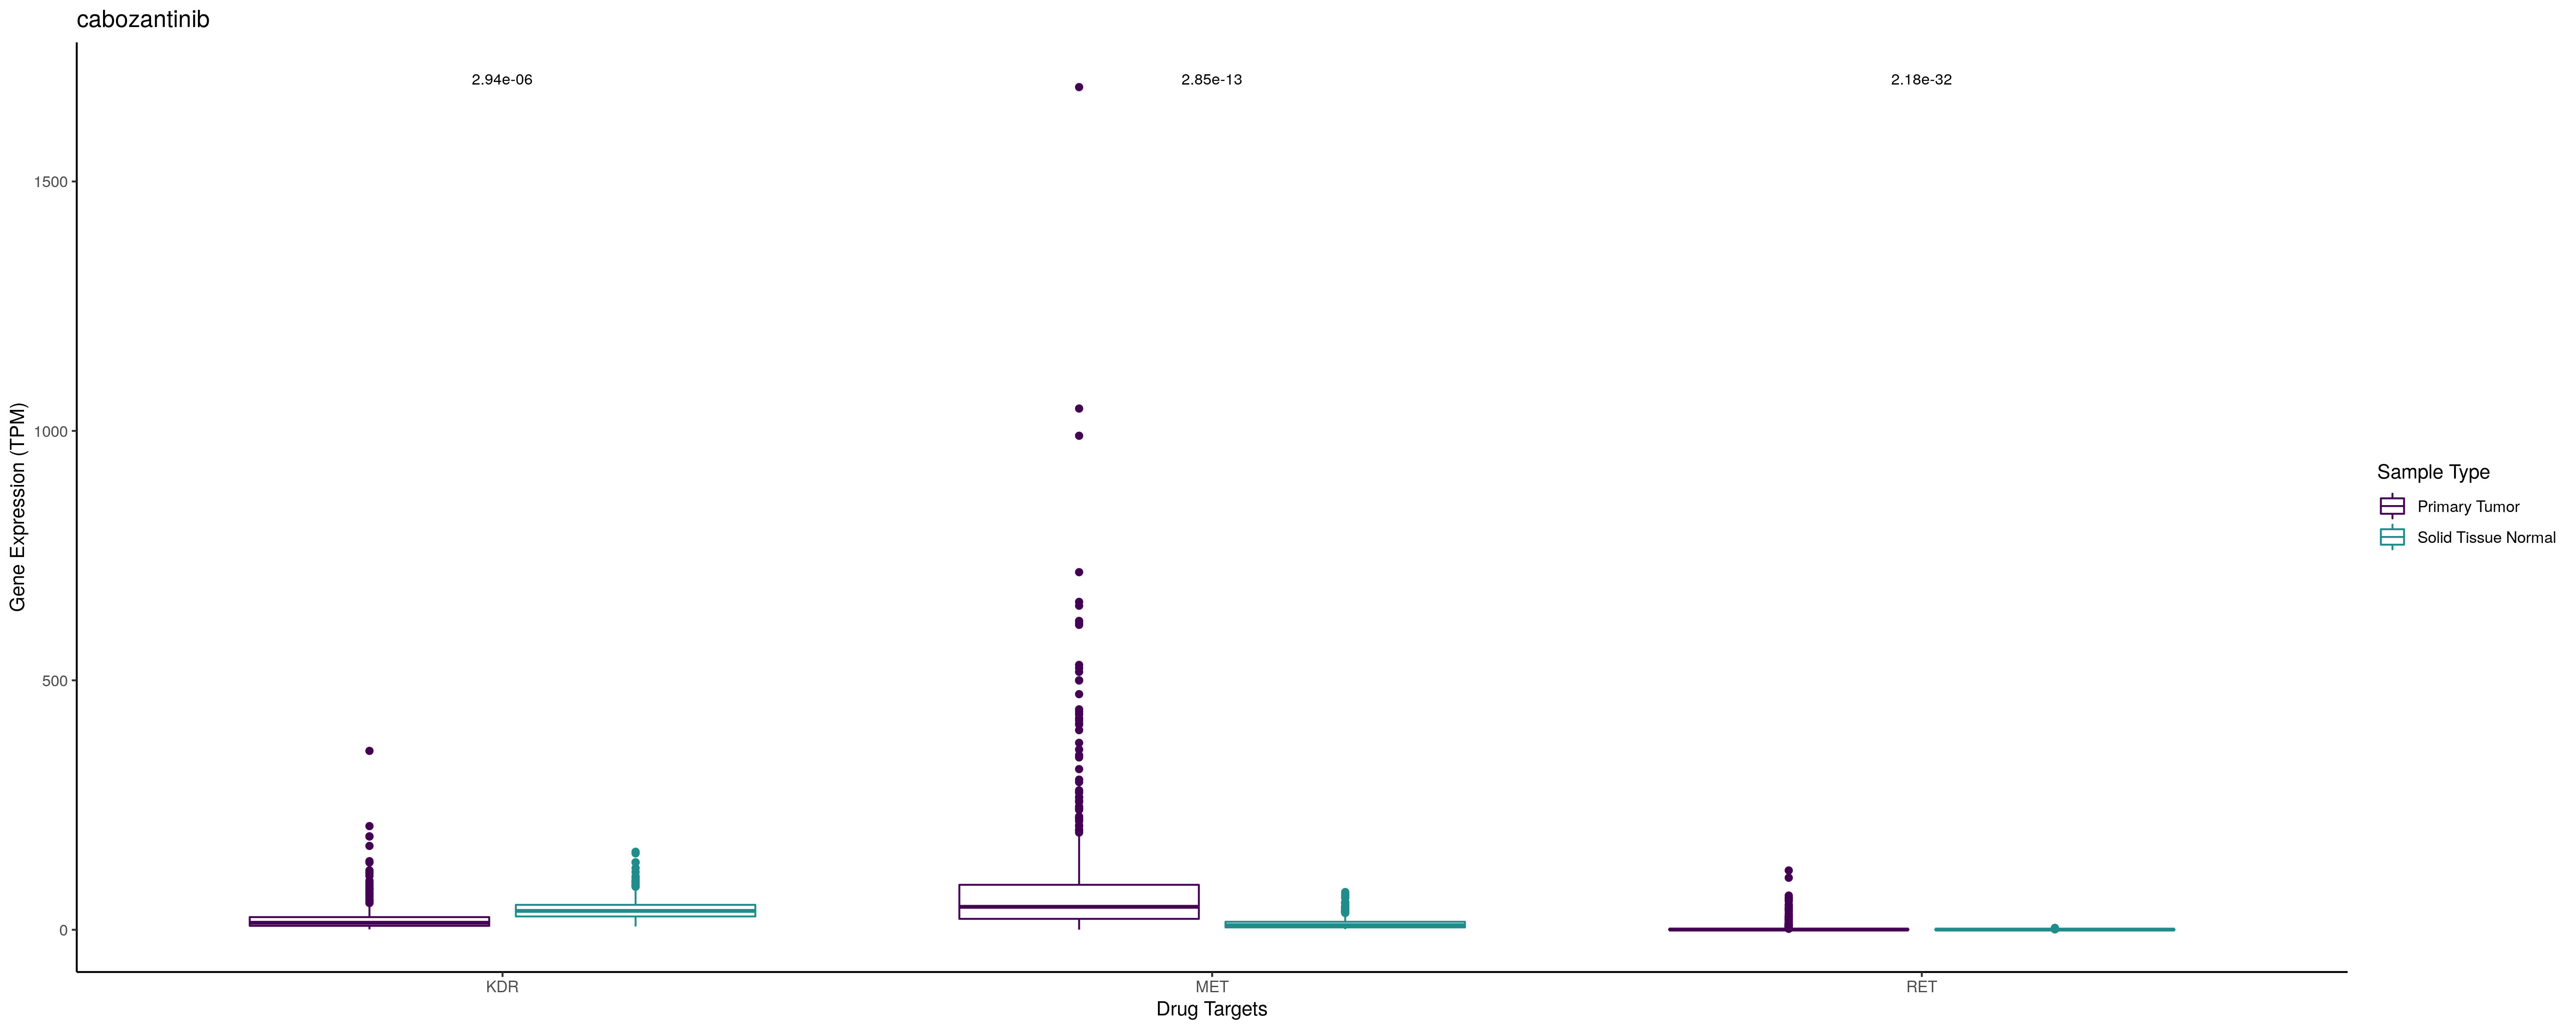 cabozantinib
2.94e-06
2.85e-13
2.18e-32
1500
1000
500
0
Gene Expression (TPM)
KDR
MET
RET
Drug Targets
Sample Type
Primary Tumor
Solid Tissue Normal